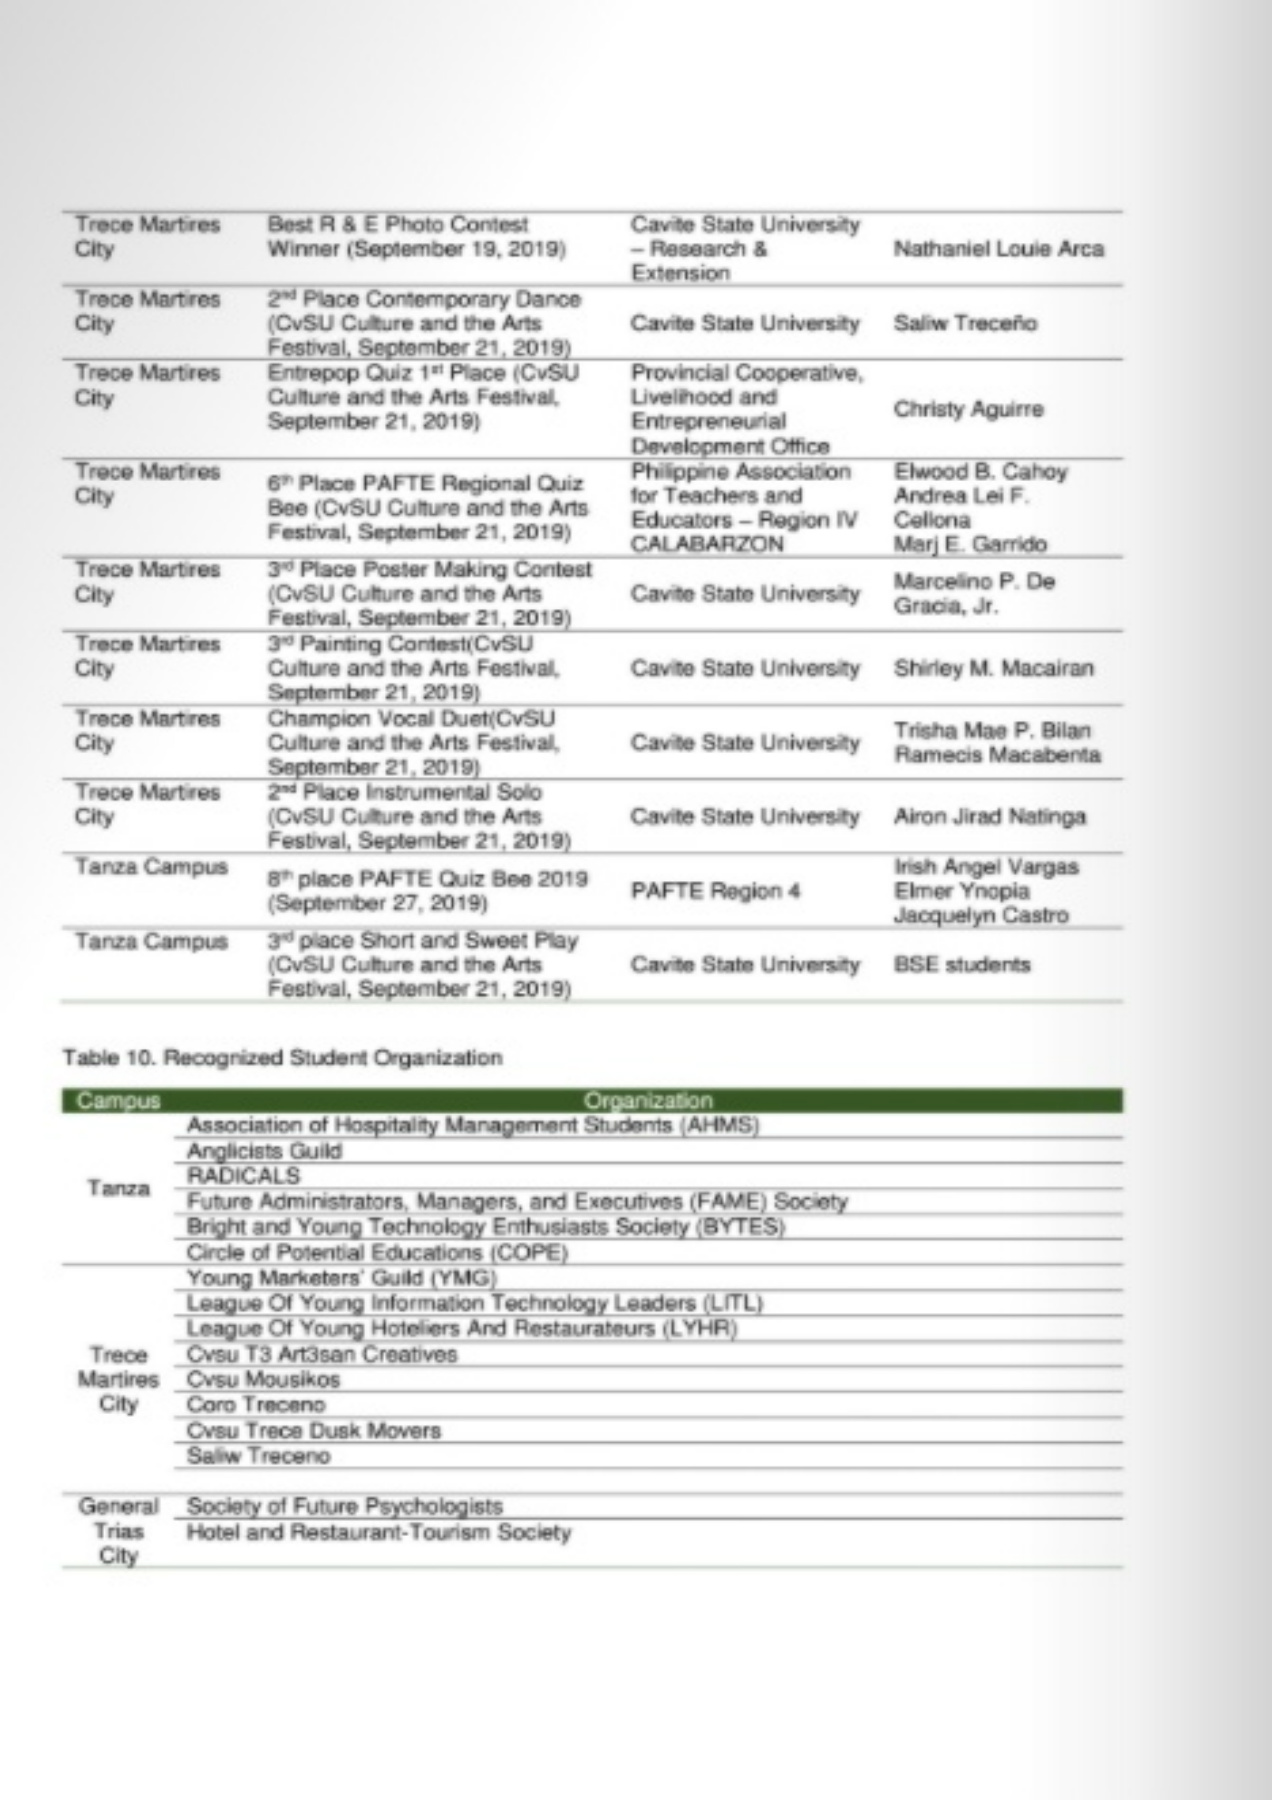 Trece Martires City
Best R & E Photo Contest
Winner (September 19, 2019)
Cavite State University
– Research &
Extension
Nathaniel Louie Arca
Trece Martires
City
2nd Place Contemporary Dance
(CvSU Culture and the Arts
Festival, September 21, 2019)
Cavite State University
Saliw Treceño
Trece Martires
City
Entrepop Quiz 1st Place (CvSU
Culture and the Arts Festival,
September 21, 2019)
Provincial Cooperative,
Livelihood and
Entrepreneurial
Development Office
Christy Aguirre
Trece Martires
City
6th Place PAFTE Regional Quiz
Bee (CvSU Culture and the Arts
Festival, September 21, 2019)
Philippine Association
for Teachers and
Educators – Region IV
CALABARZON
Elwood B. Cahoy
Andrea Lei F.
Cellona
Marj E. Garrido
Trece Martires
City
3rd Place Poster Making Contest
(CvSU Culture and the Arts
Festival, September 21, 2019)
Cavite State University
Marcelino P. De
Gracia, Jr.
Trece Martires
City
3rd Painting Contest(CvSU
Culture and the Arts Festival,
September 21, 2019)
Cavite State University
Shirley M. Macairan
Trece Martires
City
Champion Vocal Duet(CvSU
Culture and the Arts Festival,
September 21, 2019)
Cavite State University
Trisha Mae P. Bilan
Ramecis Macabenta
Trece Martires
City
2nd Place Instrumental Solo
(CvSU Culture and the Arts
Festival, September 21, 2019)
Cavite State University
Airon Jirad Natinga
Tanza Campus
8th place PAFTE Quiz Bee 2019
(September 27, 2019)
PAFTE Region 4
Irish Angel Vargas
Elmer Ynopia
Jacquelyn Castro
Tanza Campus
3rd place Short and Sweet Play
(CvSU Culture and the Arts
Festival, September 21, 2019)
Cavite State University
BSE students
Table 10. Recognized Student Organization
Campus
Organization
Tanza
Association of Hospitality Management Students (AHMS)
Anglicists Guild
RADICALS
Future Administrators, Managers, and Executives (FAME) Society
Bright and Young Technology Enthusiasts Society (BYTES)
Circle of Potential Educations (COPE)
Trece
Martires
City
Young Marketers' Guild (YMG)
League Of Young Information Technology Leaders (LITL)
League Of Young Hoteliers And Restaurateurs (LYHR)
Cvsu T3 Art3san Creatives
Cvsu Mousikos
Coro Treceno
Cvsu Trece Dusk Movers
Saliw Treceno
General
Trias
City
Society of Future Psychologists
Hotel and Restaurant-Tourism Society